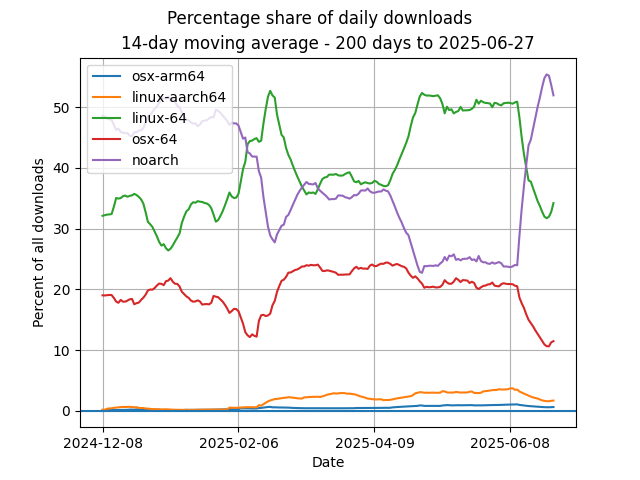 Percentage share of daily downloads
14-day moving average - 200 days to 2025-06-27
osx-arm64
linux-aarch64
linux-64
osx-64
noarch
Percent of all downloads
50
40
30
20
10
0
2024-12-08
2025-02-06
2025-04-09
2025-06-08
Date